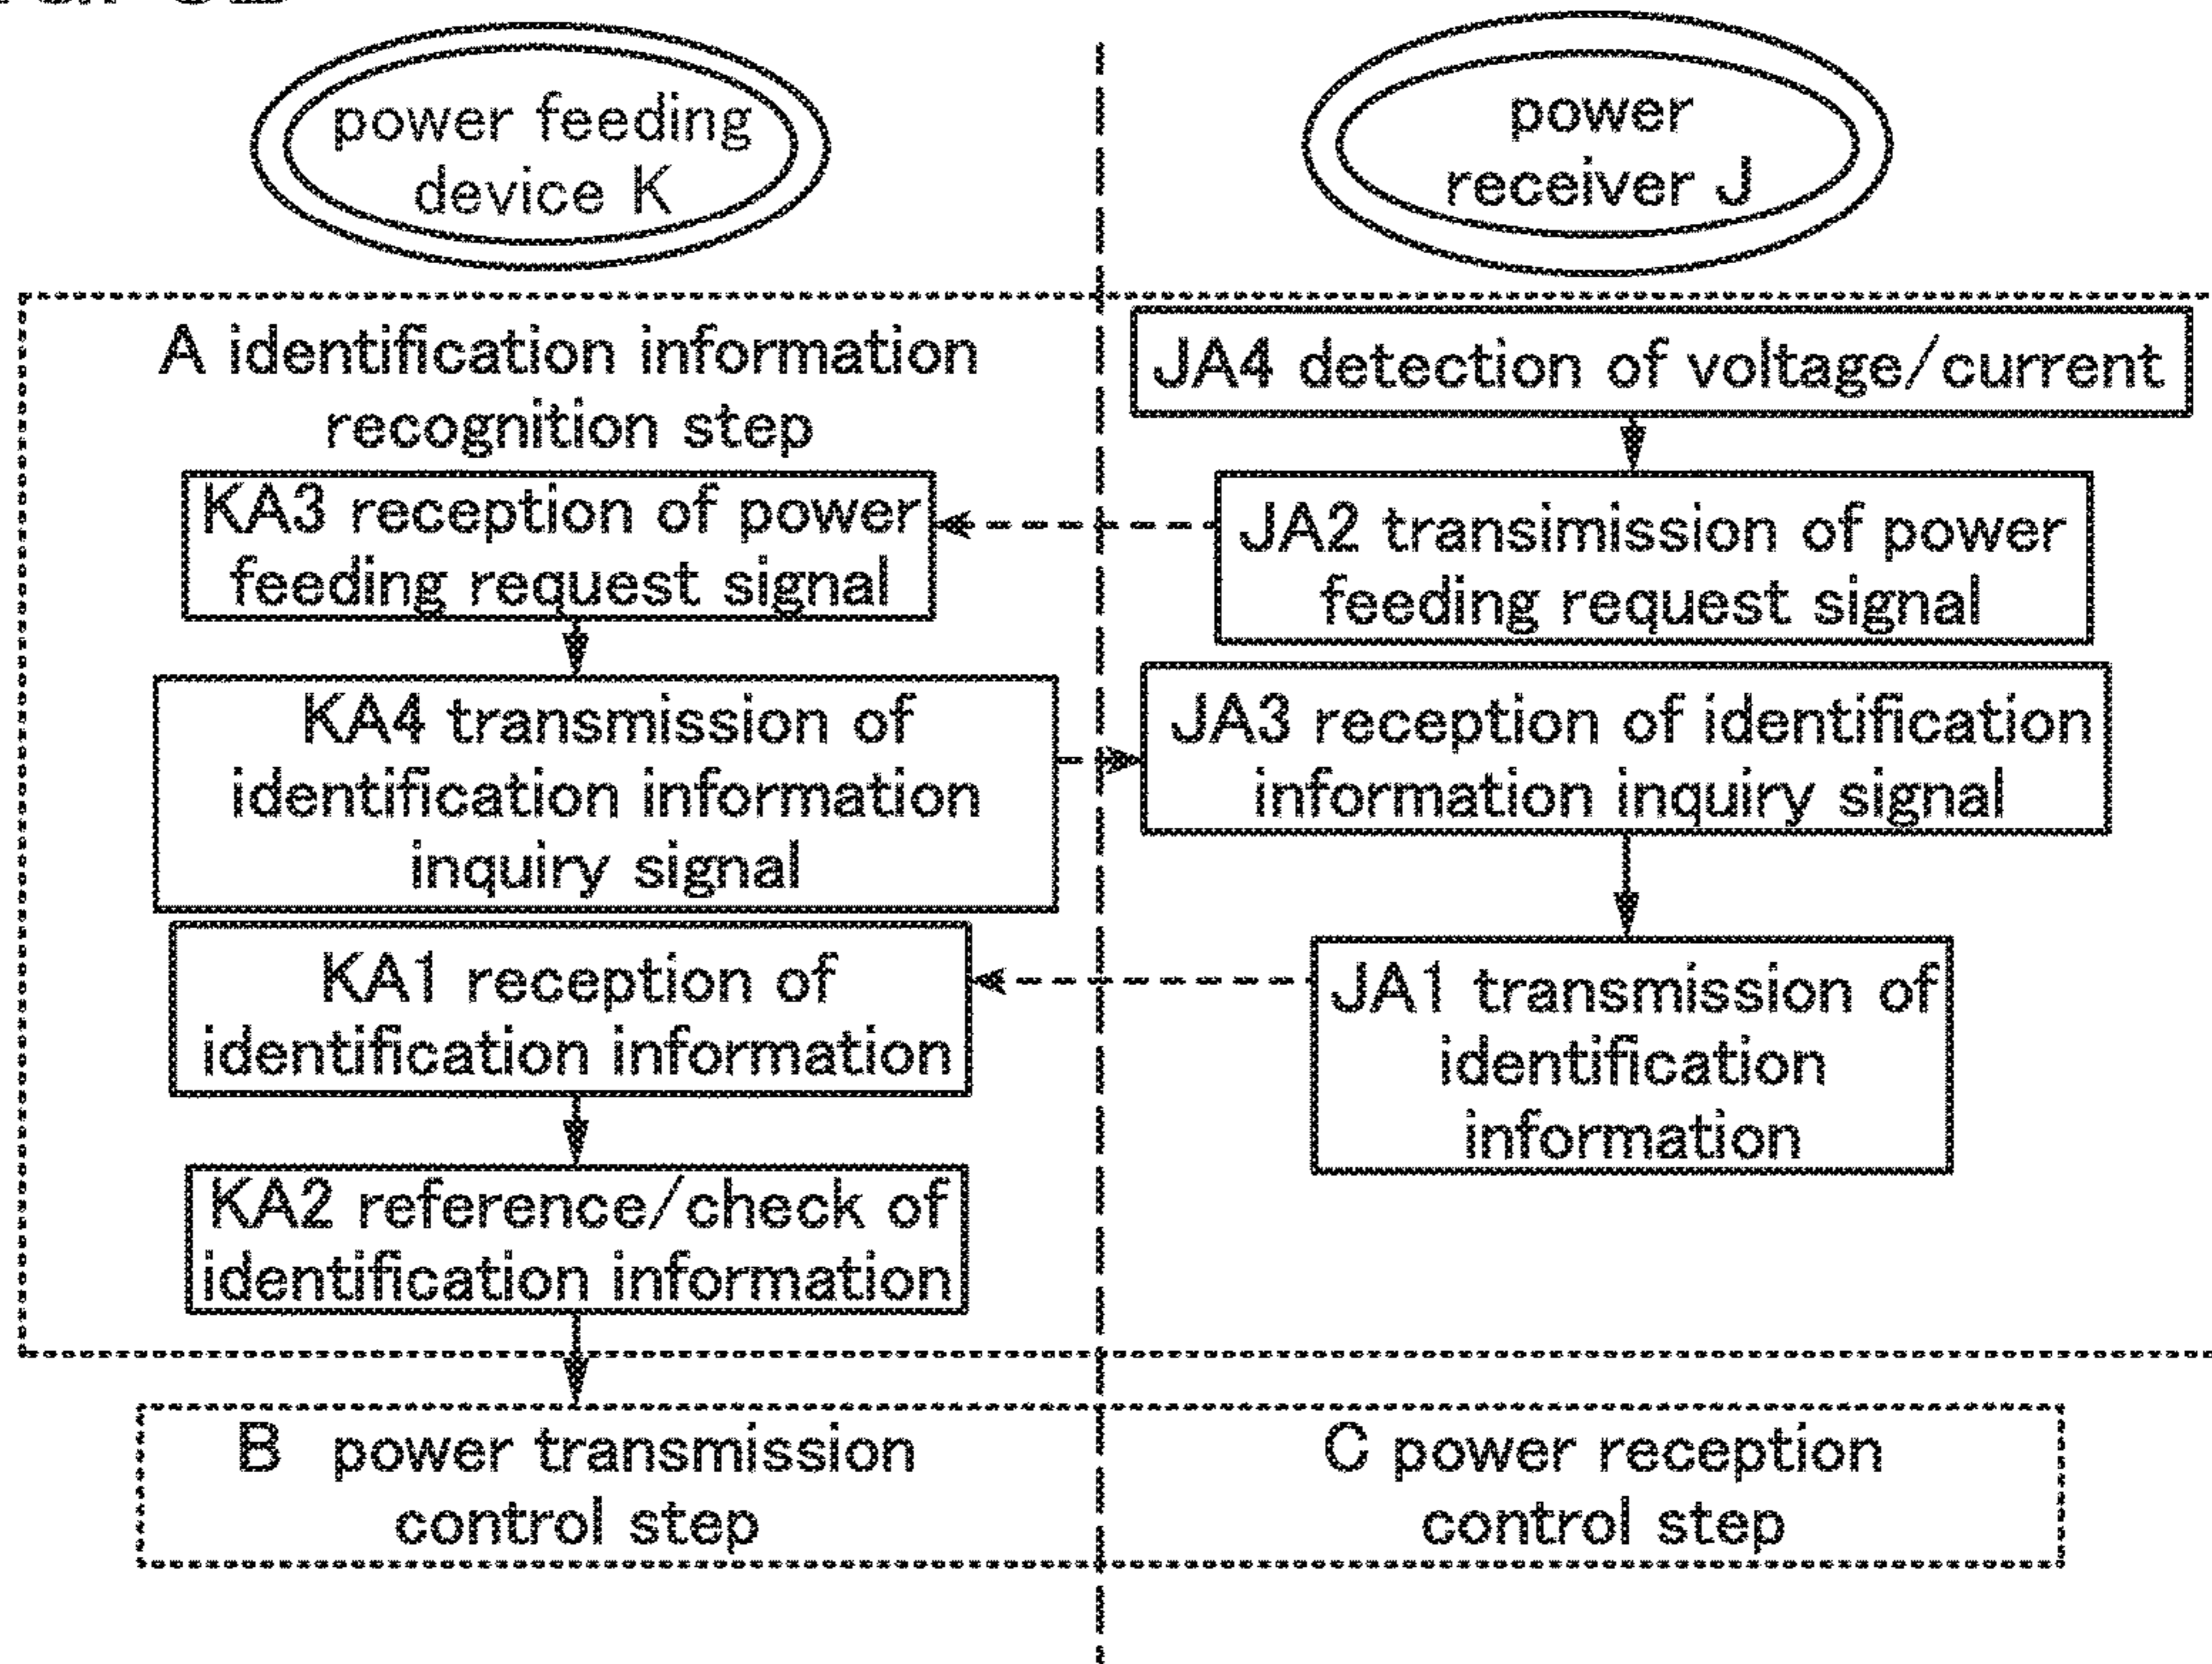 power feeding
device K
power
receiver J
A identification information
recognition step
JA4 detection of voltage/current
KA3 reception of power
feeding request signal
JA2 transimission of power
feeding request signal
KA4 transmission of
identification information
inquiry signal
JA3 reception of identification
information inquiry signal
KA1 reception of
identification information
JA1 transmission of
identification
information
KA2 reference/check of
identification information
B power transmission
control step
C power reception
control step